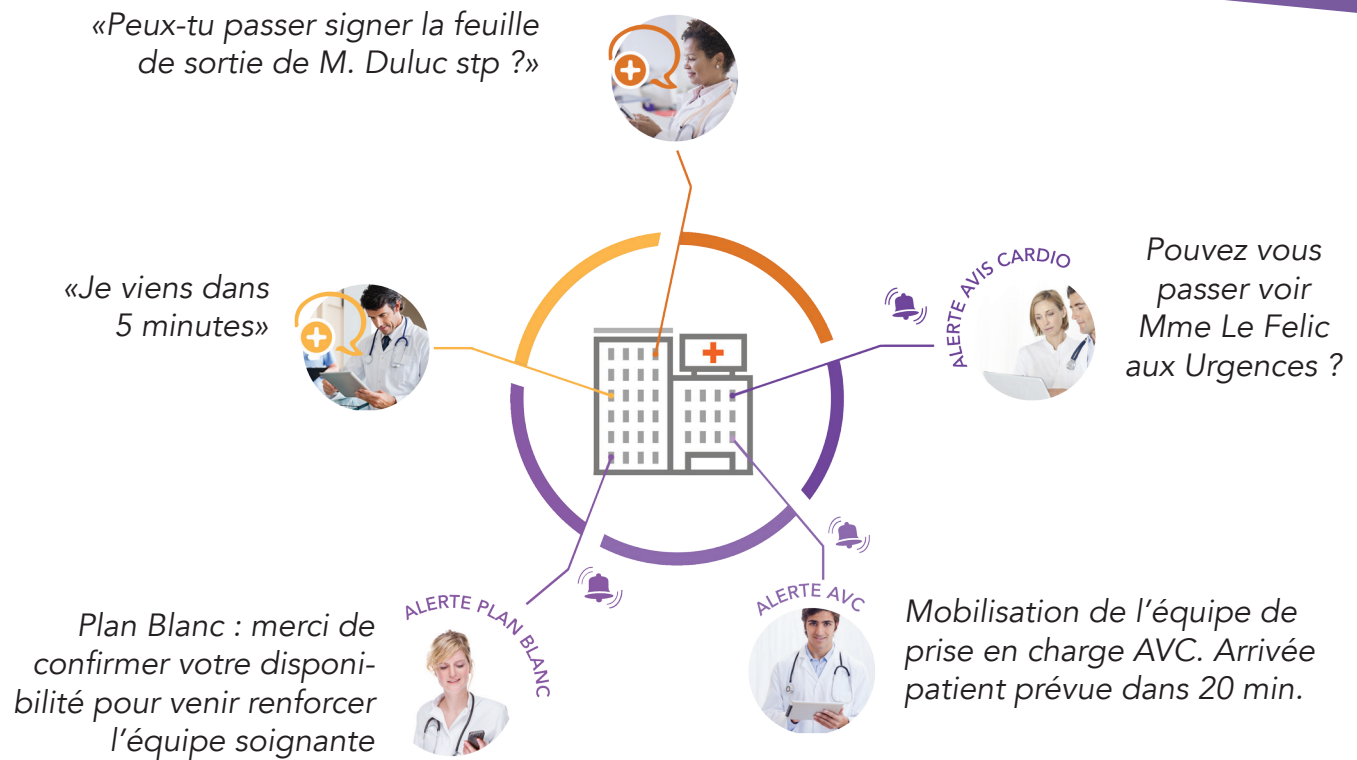 «Peux-tu passer signer la feuille
de sortie de M. Duluc stp ?»
«Je viens dans
5 minutes»
ALERTE AVIS CARDIO
Pouvez vous
passer voir
Mme Le Felic
aux Urgences ?
ALERTE PLAN BLANC
Plan Blanc : merci de
confirmer votre disponi-
bilité pour venir renforcer
l’équipe soignante
ALERTE AVC
Mobilisation de l’équipe de
prise en charge AVC. Arrivée
patient prévue dans 20 min.